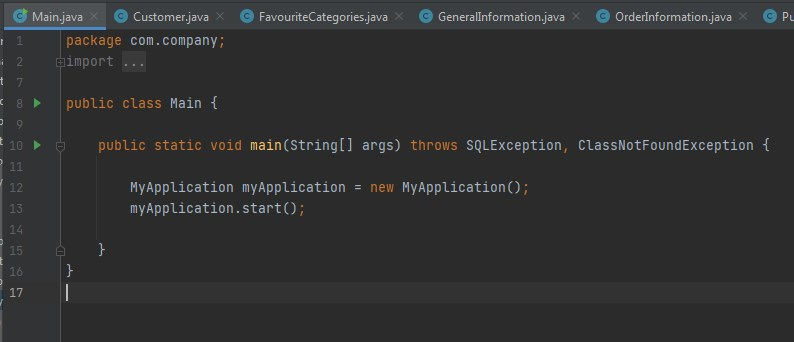 Main.java Customer.java FavouriteCategories.java GeneralInformation.java OrderInformation.java Pu
1 package com.company;
2 import ...
7
8 public class Main {
9
10 public static void main(String[] args) throws SQLException, ClassNotFoundException {
11
12 MyApplication myApplication = new MyApplication();
13 myApplication.start();
14
15 }
16 }
17